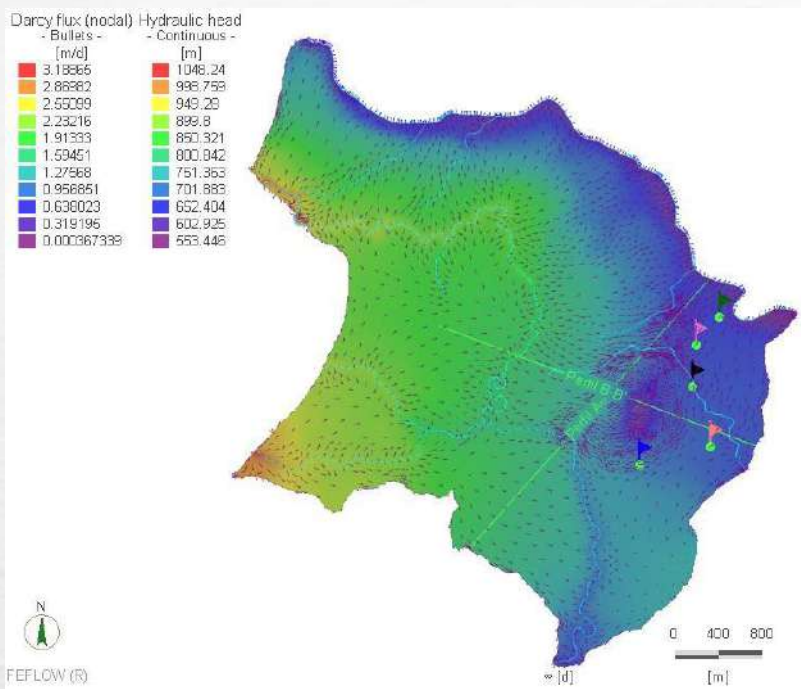 Darcy flux (nodal) Hydraulic head
- Bullets - - Continuous -
[m/d] [m]
3.18865 1048.24
2.86982 998.759
2.55099 949.28
2.23216 899.8
1.91333 850.321
1.59451 800.842
1.27568 751.363
0.956851 701.883
0.638023 652.404
0.319195 602.925
0.000367339 553.446
Perfil B B'
Perfil A
N
0 400 800
[m]
∞ [d]
FEFLOW (R)